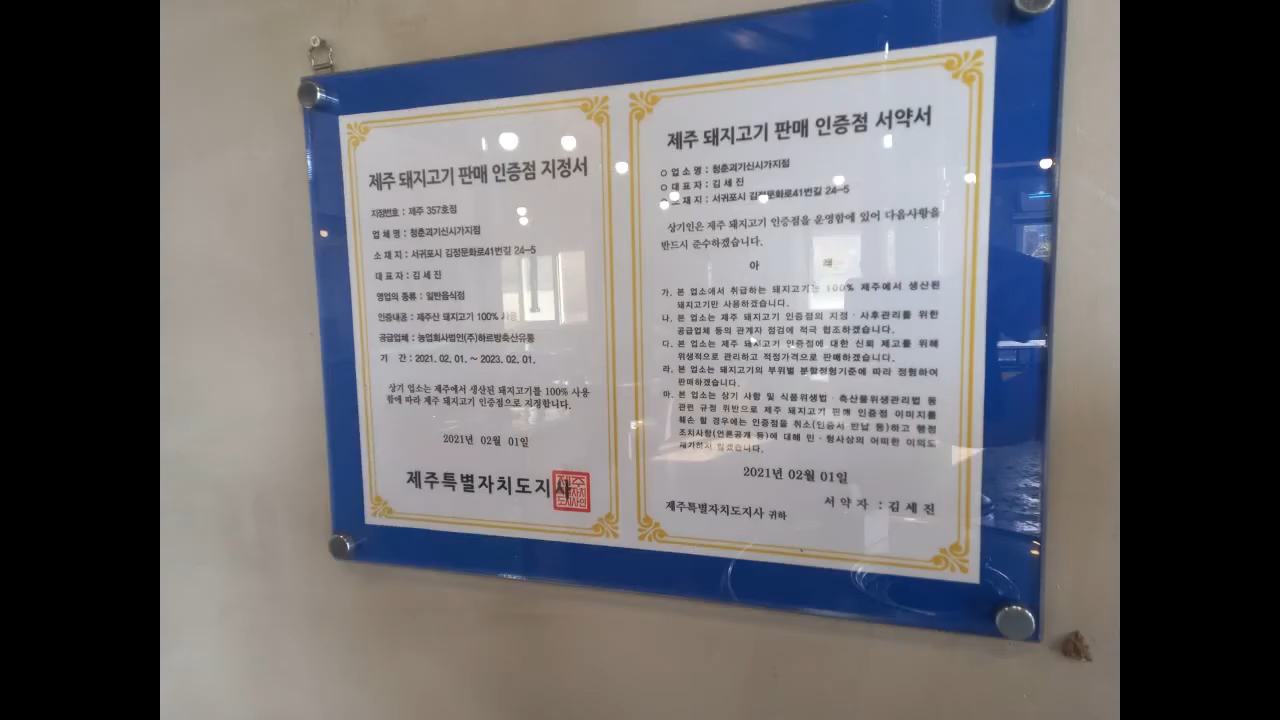 제주 돼지고기 판매 인증점 지정서
지정번호 : 제주 357호점
업 체 명 : 청춘괴기신시가지점
소 재 지 : 서귀포시 김정문화로41번길 24-5
대 표 자 : 김 세 진
영업의 종류 : 일반음식점
인증내용 : 제주산 돼지고기 100% 사용
공급업체 : 농업회사법인(주)하르방축산유통
기 간 : 2021. 02. 01. ~ 2023. 02. 01.
상기 업소는 제주에서 생산된 돼지고기를 100% 사용
함에 따라 제주 돼지고기 인증점으로 지정합니다.
2021년 02월 01일
제주특별자치도지사
제주 돼지고기 판매 인증점 서약서
○ 업 소 명 : 청춘괴기신시가지점
○ 대 표 자 : 김 세 진
○ 소 재 지 : 서귀포시 김정문화로41번길 24-5
상기인은 제주 돼지고기 인증점을 운영함에 있어 다음사항을
반드시 준수하겠습니다.
아 래
가. 본 업소에서 취급하는 돼지고기는 100% 제주에서 생산된
돼지고기만 사용하겠습니다.
나. 본 업소는 제주 돼지고기 인증점의 지정·사후관리를 위한
공급업체 등의 관계자 점검에 적극 협조하겠습니다.
다. 본 업소는 제주 돼지고기 인증점에 대한 신뢰 제고를 위해
위생적으로 관리하고 적정가격으로 판매하겠습니다.
라. 본 업소는 돼지고기의 부위별 분할정형기준에 따라 정형하여
판매하겠습니다.
마. 본 업소는 상기 사항 및 식품위생법·축산물위생관리법 등
관련 규정 위반으로 제주 돼지고기 판매 인증점 이미지를
훼손 할 경우에는 인증점을 취소(인증서 반납 등)하고 행정
조치사항(언론공개 등)에 대해 민·형사상의 어떠한 이의도
제기하지 않겠습니다.
2021년 02월 01일
서 약 자 : 김 세 진
제주특별자치도지사 귀하